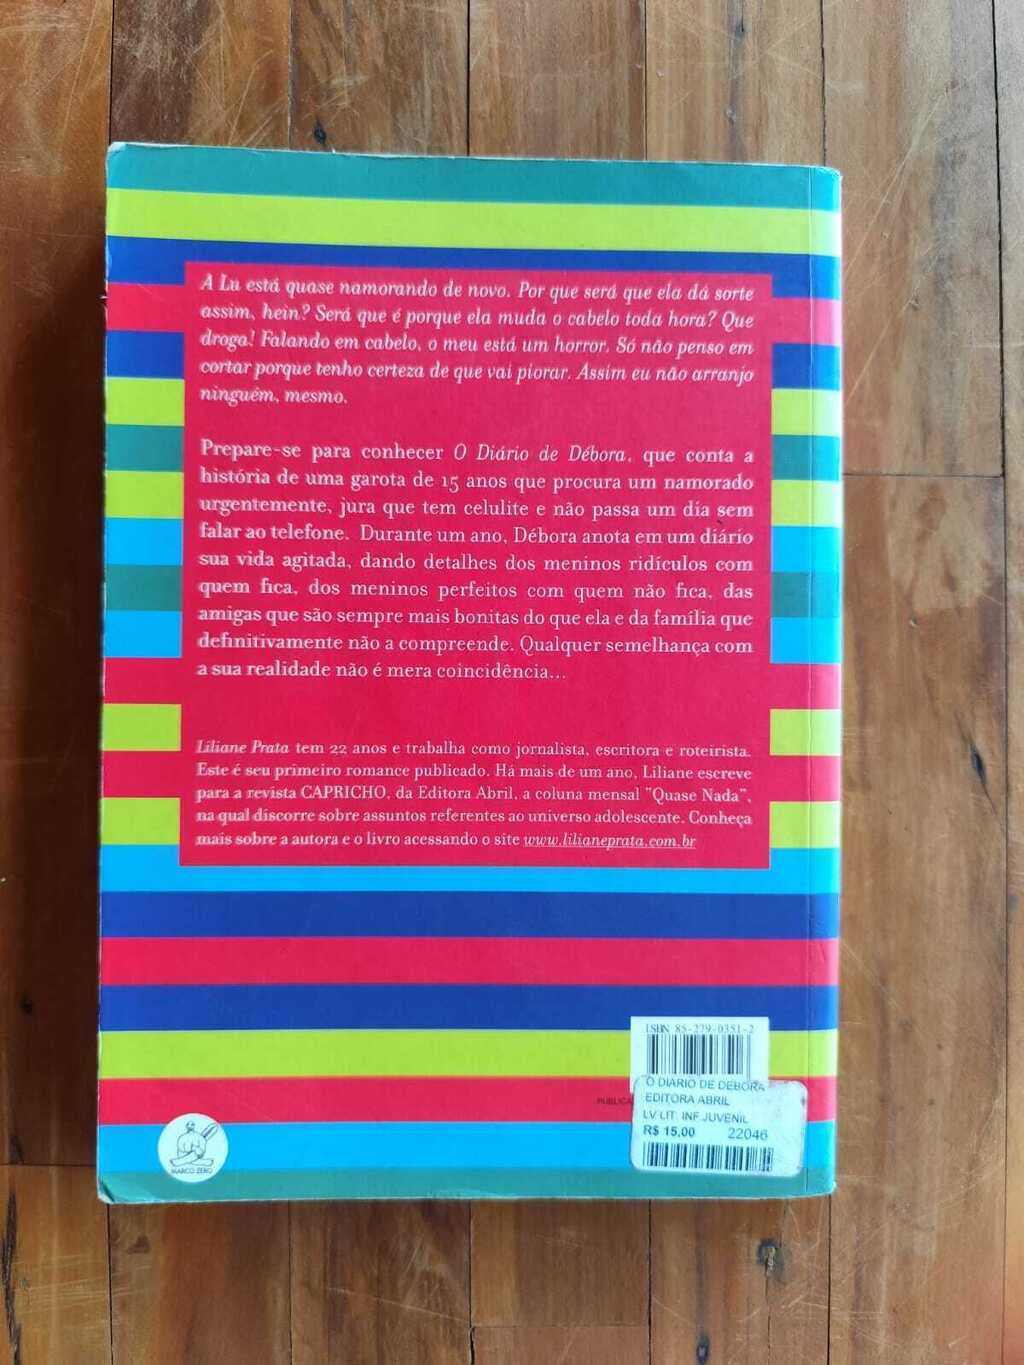 A Lu está quase namorando de novo. Por que será que ela dá sorte
assim, hein? Será que é porque ela muda o cabelo toda hora? Que
droga! Falando em cabelo, o meu está um horror. Só não penso em
cortar porque tenho certeza de que vai piorar. Assim eu não arranjo
ninguém, mesmo.
Prepare-se para conhecer O Diário de Débora, que conta a
história de uma garota de 15 anos que procura um namorado
urgentemente, jura que tem celulite e não passa um dia sem
falar ao telefone. Durante um ano, Débora anota em um diário
sua vida agitada, dando detalhes dos meninos ridículos com
quem fica, dos meninos perfeitos com quem não fica, das
amigas que são sempre mais bonitas do que ela e da família que
definitivamente não a compreende. Qualquer semelhança com
a sua realidade não é mera coincidência...
Liliane Prata tem 22 anos e trabalha como jornalista, escritora e roteirista.
Este é seu primeiro romance publicado. Há mais de um ano, Liliane escreve
para a revista CAPRICHO, da Editora Abril, a coluna mensal "Quase Nada",
na qual discorre sobre assuntos referentes ao universo adolescente. Conheça
mais sobre a autora e o livro acessando o site www.lilianeprata.com.br
ISBN 85-279-0351-2
O DIARIO DE DEBORA
EDITORA ABRIL
LV LIT. INF JUVENIL
R$ 15,00 22046
MARCO ZERO